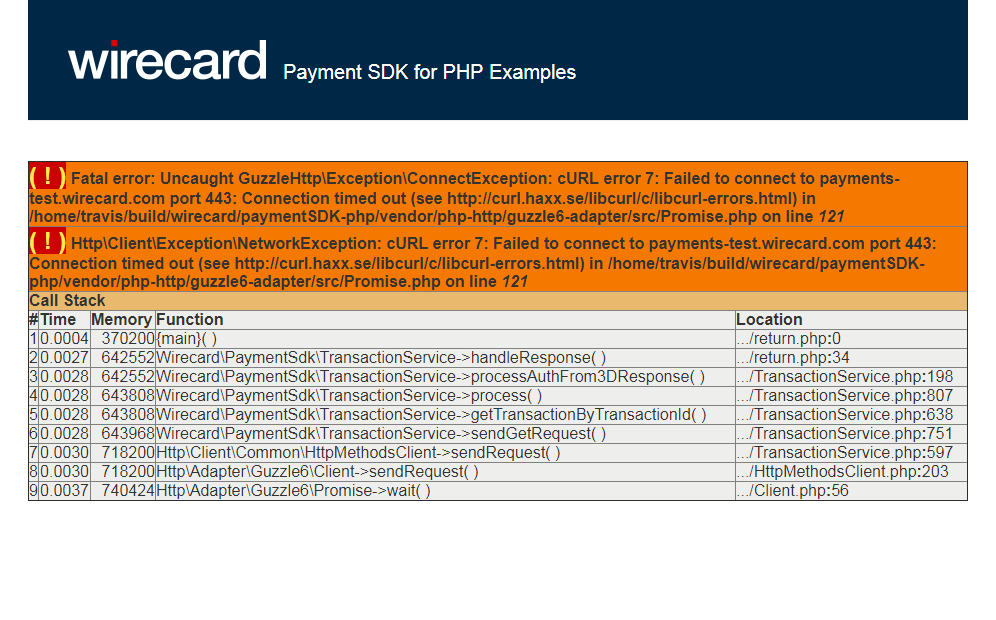 wirecard Payment SDK for PHP Examples
( ! ) Fatal error: Uncaught GuzzleHttp\Exception\ConnectException: cURL error 7: Failed to connect to payments-
test.wirecard.com port 443: Connection timed out (see http://curl.haxx.se/libcurl/c/libcurl-errors.html) in
/home/travis/build/wirecard/paymentSDK-php/vendor/php-http/guzzle6-adapter/src/Promise.php on line 121
( ! ) Http\Client\Exception\NetworkException: cURL error 7: Failed to connect to payments-test.wirecard.com port 443:
Connection timed out (see http://curl.haxx.se/libcurl/c/libcurl-errors.html) in /home/travis/build/wirecard/paymentSDK-
php/vendor/php-http/guzzle6-adapter/src/Promise.php on line 121
Call Stack
# Time Memory Function Location
1 0.0004 370200 {main}( ) .../return.php:0
2 0.0027 642552 Wirecard\PaymentSdk\TransactionService->handleResponse( ) .../return.php:34
3 0.0028 642552 Wirecard\PaymentSdk\TransactionService->processAuthFrom3DResponse( ) .../TransactionService.php:198
4 0.0028 643808 Wirecard\PaymentSdk\TransactionService->process( ) .../TransactionService.php:807
5 0.0028 643808 Wirecard\PaymentSdk\TransactionService->getTransactionByTransactionId( ) .../TransactionService.php:638
6 0.0028 643968 Wirecard\PaymentSdk\TransactionService->sendGetRequest( ) .../TransactionService.php:751
7 0.0030 718200 Http\Client\Common\HttpMethodsClient->sendRequest( ) .../TransactionService.php:597
8 0.0030 718200 Http\Adapter\Guzzle6\Client->sendRequest( ) .../HttpMethodsClient.php:203
9 0.0037 740424 Http\Adapter\Guzzle6\Promise->wait( ) .../Client.php:56